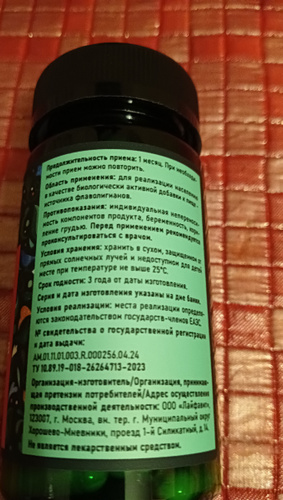 Продолжительность приема: 1 месяц. При необходи-
мости прием можно повторить.
Область применения: для реализации населению
в качестве биологически активной добавки к пище -
источника флаволигнанов.
Противопоказания: индивидуальная неперенос-
мость компонентов продукта, беременность, корм-
ление грудью. Перед применением рекомендуется
проконсультироваться с врачом.
Условия хранения: хранить в сухом, защищенном от
прямых солнечных лучей и недоступном для детей
месте при температуре не выше 25°С.
Срок годности: 3 года от даты изготовления.
Серия и дата изготовления указаны на дне банки.
Условия реализации: места реализации определя-
ются законодательством государств-членов ЕАЭС.
№ свидетельства о государственной регистрации
и дата выдачи:
AM.01.11.01.003.R.000256.04.24
ТУ 10.89.19-018-26264713-2023
Организация-изготовитель/Организация, принимаю-
щая претензии потребителей/Адрес осуществления
производственной деятельности: ООО «Лайфавит»,
123007, г. Москва, вн. тер. г. Муниципальный округ
Хорошево-Мневники, проезд 1-й Силикатный, д. 14.
Не является лекарственным средством.